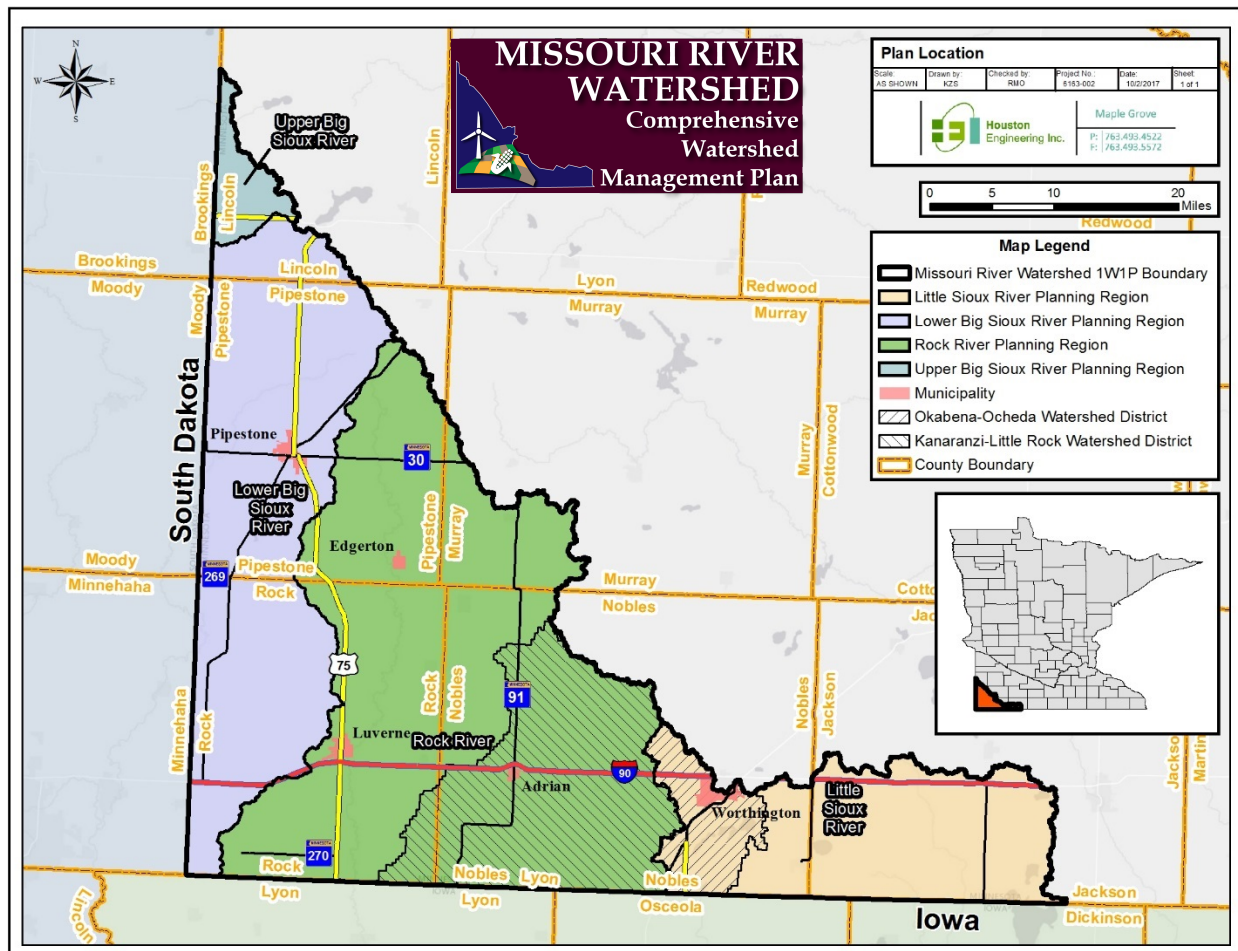 N
W
E
S
MISSOURI RIVER
WATERSHED
Comprehensive
Watershed
Management Plan
Plan Location
Scale: AS SHOWN
Drawn by: KZS
Checked by: RMO
Project No.: 6163-002
Date: 10/2/2017
Sheet: 1 of 1
Houston
Engineering Inc.
Maple Grove
P: 763.493.4522
F: 763.493.5572
0 5 10 20
Miles
Map Legend
Missouri River Watershed 1W1P Boundary
Little Sioux River Planning Region
Lower Big Sioux River Planning Region
Rock River Planning Region
Upper Big Sioux River Planning Region
Municipality
Okabena-Ocheda Watershed District
Kanaranzi-Little Rock Watershed District
County Boundary
Upper Big
Sioux River
Brookings
Lincoln
Lincoln
Redwood
Brookings
Lincoln
Lyon
Redwood
Moody
Pipestone
Murray
Murray
Moody
Pipestone
South Dakota
Pipestone
30
Murray
Cottonwood
Lower Big
Sioux
River
Edgerton
Pipestone
Murray
Moody
Pipestone
Murray
Minnehaha
269
Rock
Nobles
75
91
Rock
Nobles
Nobles
Jackson
Minnehaha
Rock
Luverne
Rock River
Jackson
Martin
90
Adrian
Worthington
Little
Sioux
River
270
Rock
Nobles
Nobles
Jackson
Lyon
Lyon
Lyon
Osceola
Dickinson
Lincoln
Iowa